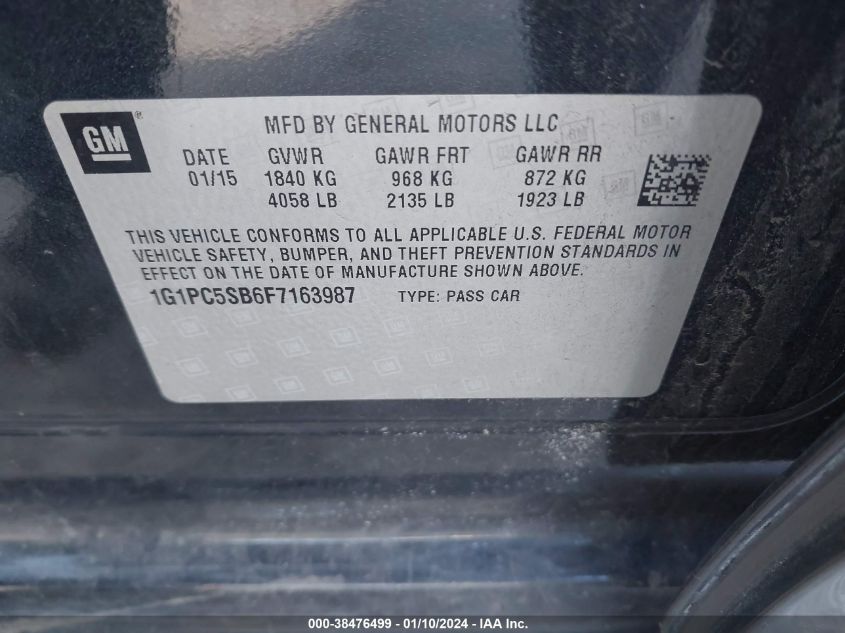 GM ®
MFD BY GENERAL MOTORS LLC
DATE GVWR GAWR FRT GAWR RR
01/15 1840 KG 968 KG 872 KG
4058 LB 2135 LB 1923 LB
THIS VEHICLE CONFORMS TO ALL APPLICABLE U.S. FEDERAL MOTOR
VEHICLE SAFETY, BUMPER, AND THEFT PREVENTION STANDARDS IN
EFFECT ON THE DATE OF MANUFACTURE SHOWN ABOVE.
1G1PC5SB6F7163987 TYPE: PASS CAR
000-38476499 - 01/10/2024 - IAA Inc.